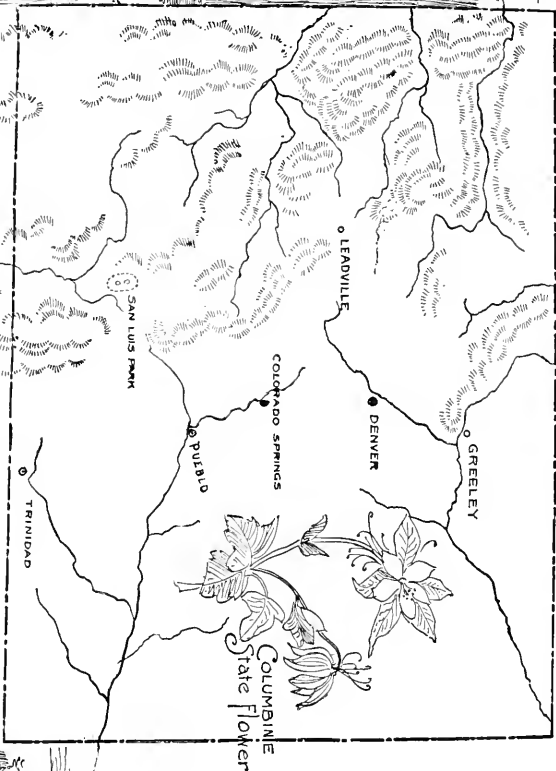 GREELEY
DENVER
LEADVILLE
COLORADO SPRINGS
COLUMBINE
State Flower
PUEBLO
SAN LUIS PARK
TRINIDAD